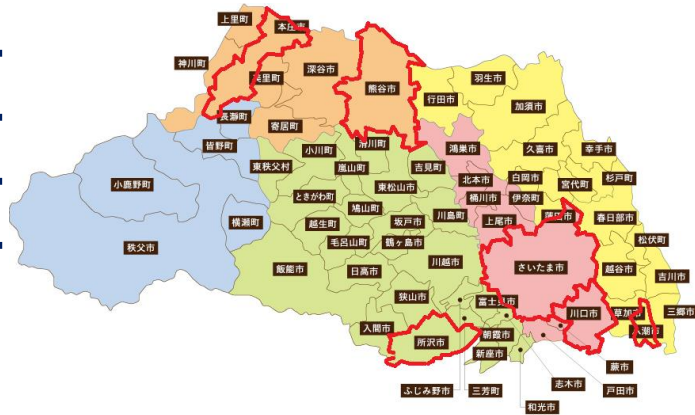 上里町
本庄市
神川町
美里町
深谷市
熊谷市
羽生市
行田市
加須市
長瀞町
寄居町
皆野町
小川町
滑川町
鴻巣市
久喜市
幸手市
東秩父村
嵐山町
吉見町
北本市
白岡市
宮代町
杉戸町
小鹿野町
東松山市
桶川市
伊奈町
ときがわ町
鳩山町
川島町
上尾市
蓮田市
春日部市
横瀬町
越生町
坂戸市
松伏町
秩父市
毛呂山町
鶴ヶ島市
飯能市
日高市
川越市
さいたま市
越谷市
吉川市
狭山市
富士見市
川口市
草加市
三郷市
八潮市
入間市
所沢市
朝霞市
新座市
蕨市
ふじみ野市
三芳町
志木市
戸田市
和光市